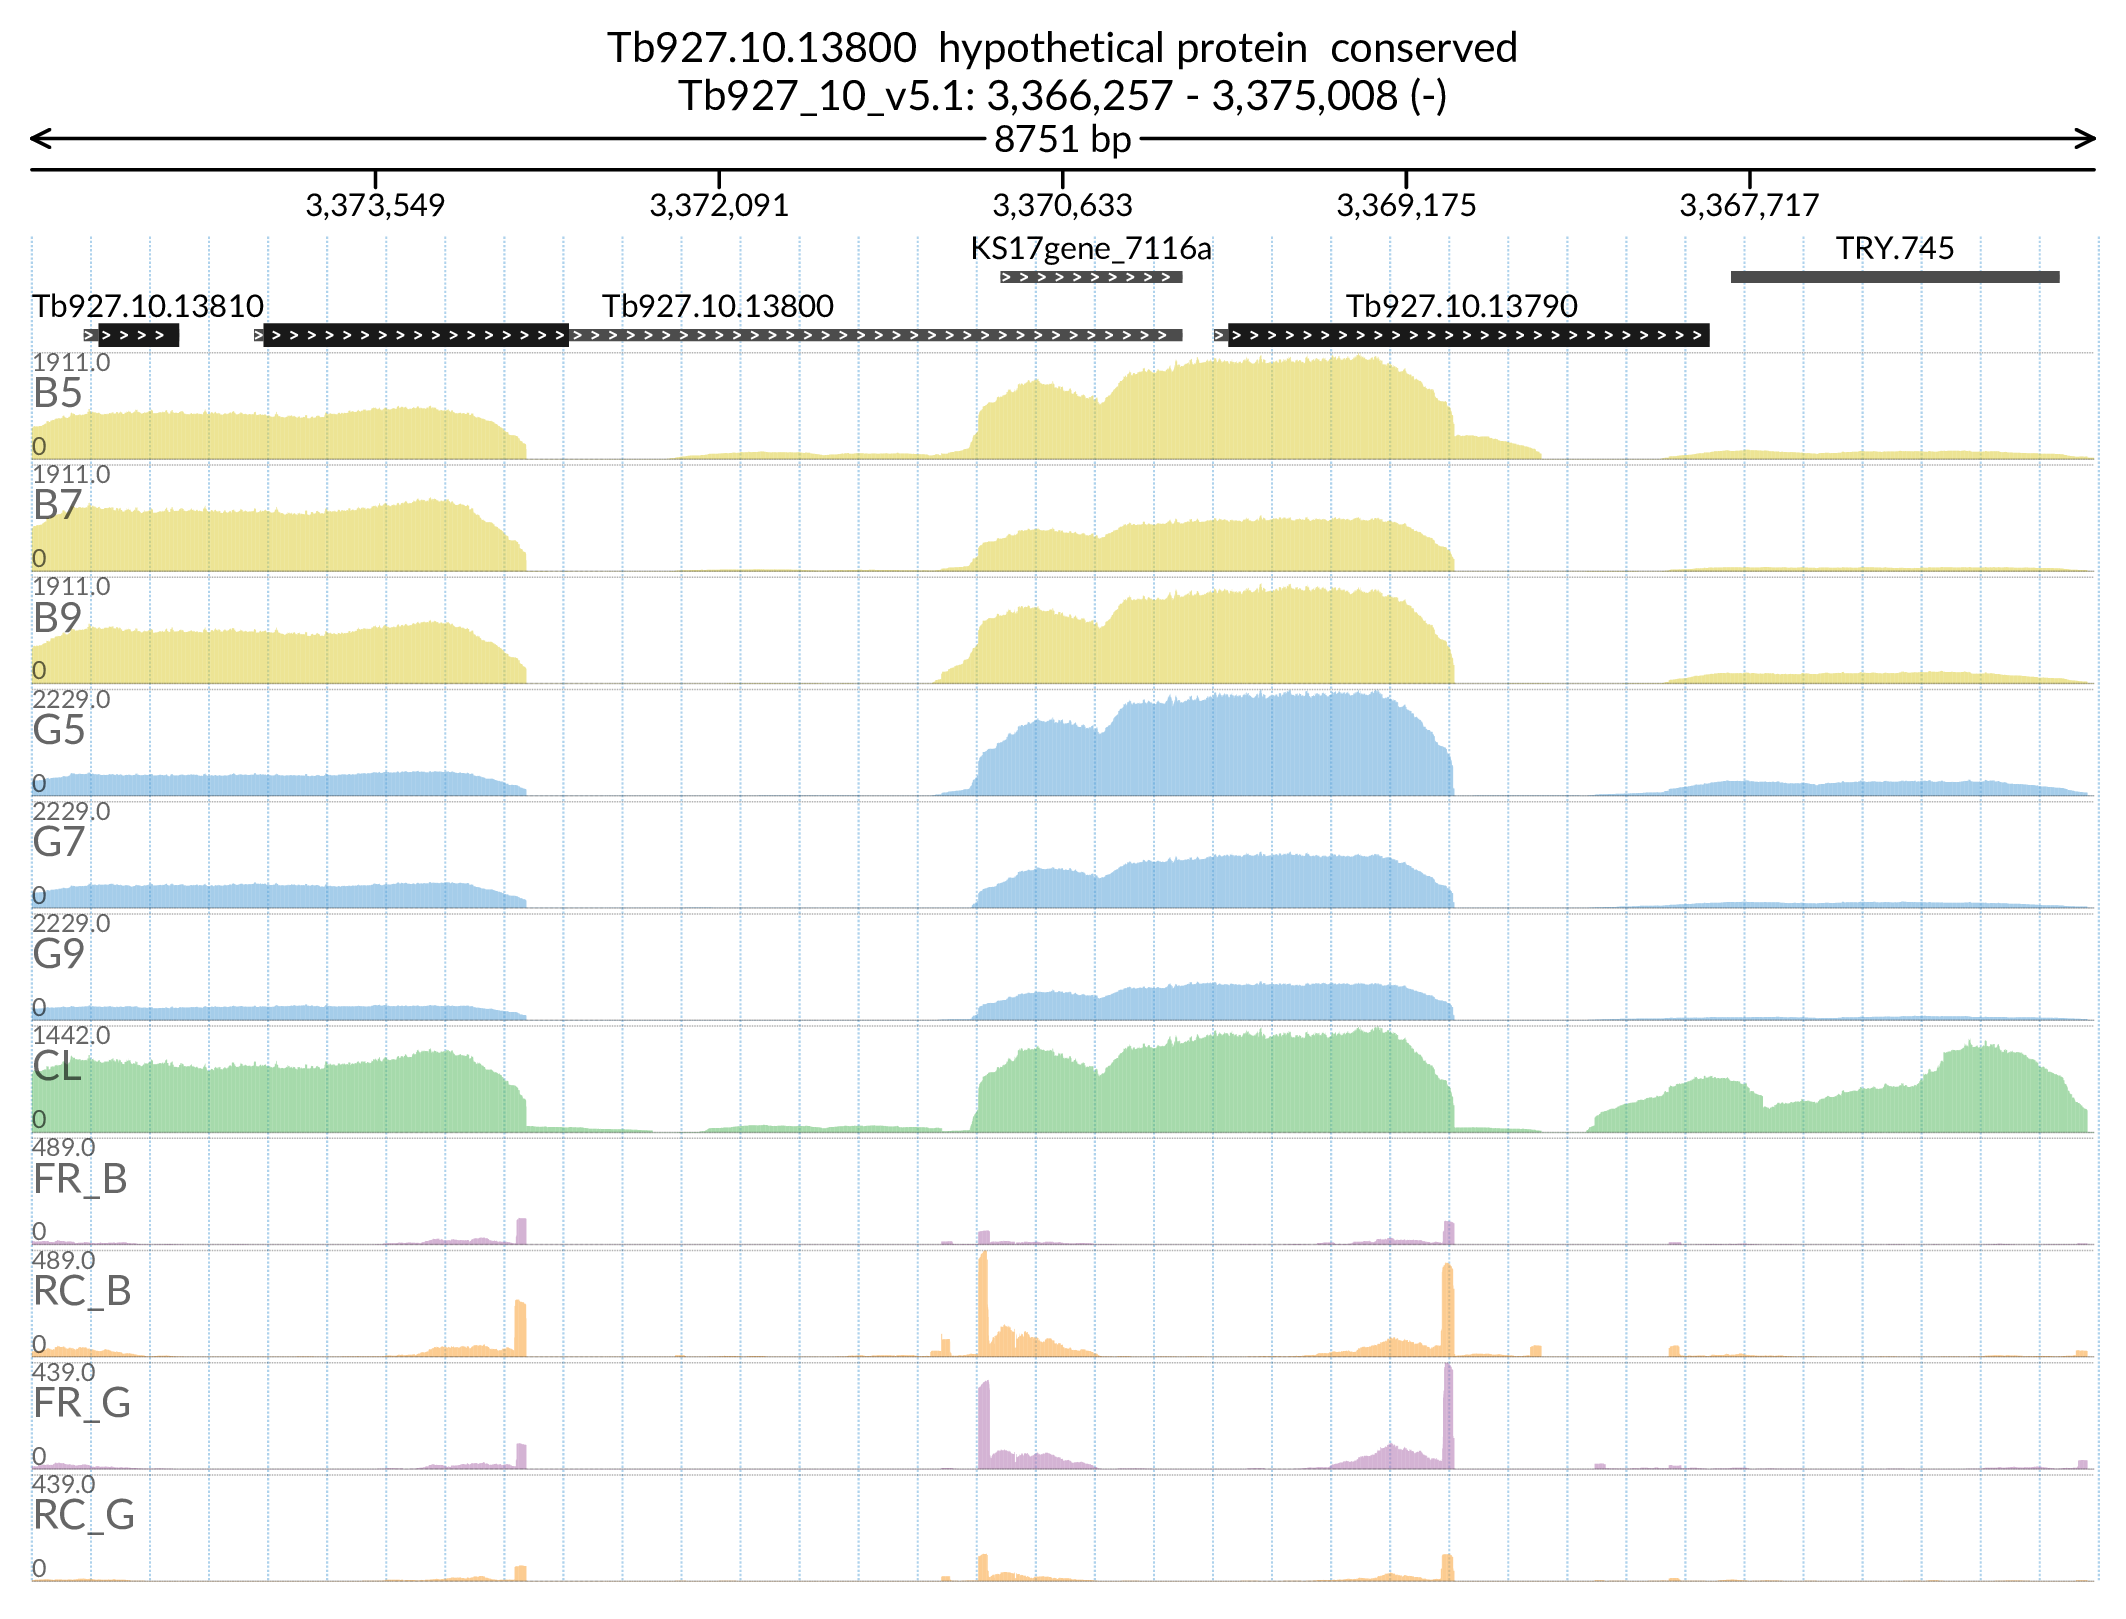 Tb927.10.13800  hypothetical protein  conserved
Tb927_10_v5.1: 3,366,257 - 3,375,008 (-)
8751 bp
3,373,549 3,372,091 3,370,633 3,369,175 3,367,717
KS17gene_7116a TRY.745
Tb927.10.13810 Tb927.10.13800 Tb927.10.13790
1911.0
B5
0
1911.0
B7
0
1911.0
B9
0
2229.0
G5
0
2229.0
G7
0
2229.0
G9
0
1442.0
CL
0
489.0
FR_B
0
489.0
RC_B
0
439.0
FR_G
0
439.0
RC_G
0